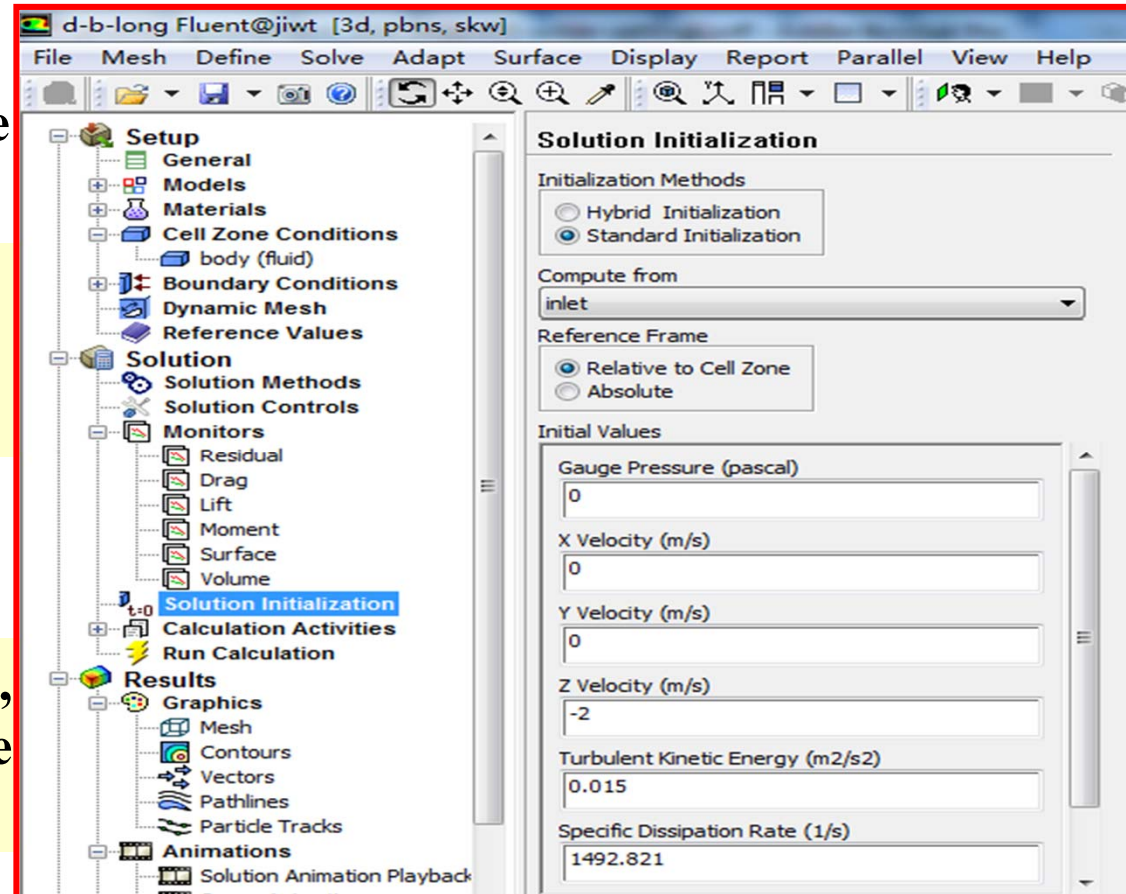 d-b-long Fluent@jiwt [3d, pbns, skw]
File Mesh Define Solve Adapt Surface Display Report Parallel View Help
e
,
e
Setup
General
Models
Materials
Cell Zone Conditions
body (fluid)
Boundary Conditions
Dynamic Mesh
Reference Values
Solution
Solution Methods
Solution Controls
Monitors
Residual
Drag
Lift
Moment
Surface
Volume
t=0 Solution Initialization
Calculation Activities
Run Calculation
Results
Graphics
Mesh
Contours
Vectors
Pathlines
Particle Tracks
Animations
Solution Animation Playback
Solution Initialization
Initialization Methods
Hybrid Initialization
Standard Initialization
Compute from
inlet
Reference Frame
Relative to Cell Zone
Absolute
Initial Values
Gauge Pressure (pascal)
0
X Velocity (m/s)
0
Y Velocity (m/s)
0
Z Velocity (m/s)
-2
Turbulent Kinetic Energy (m2/s2)
0.015
Specific Dissipation Rate (1/s)
1492.821